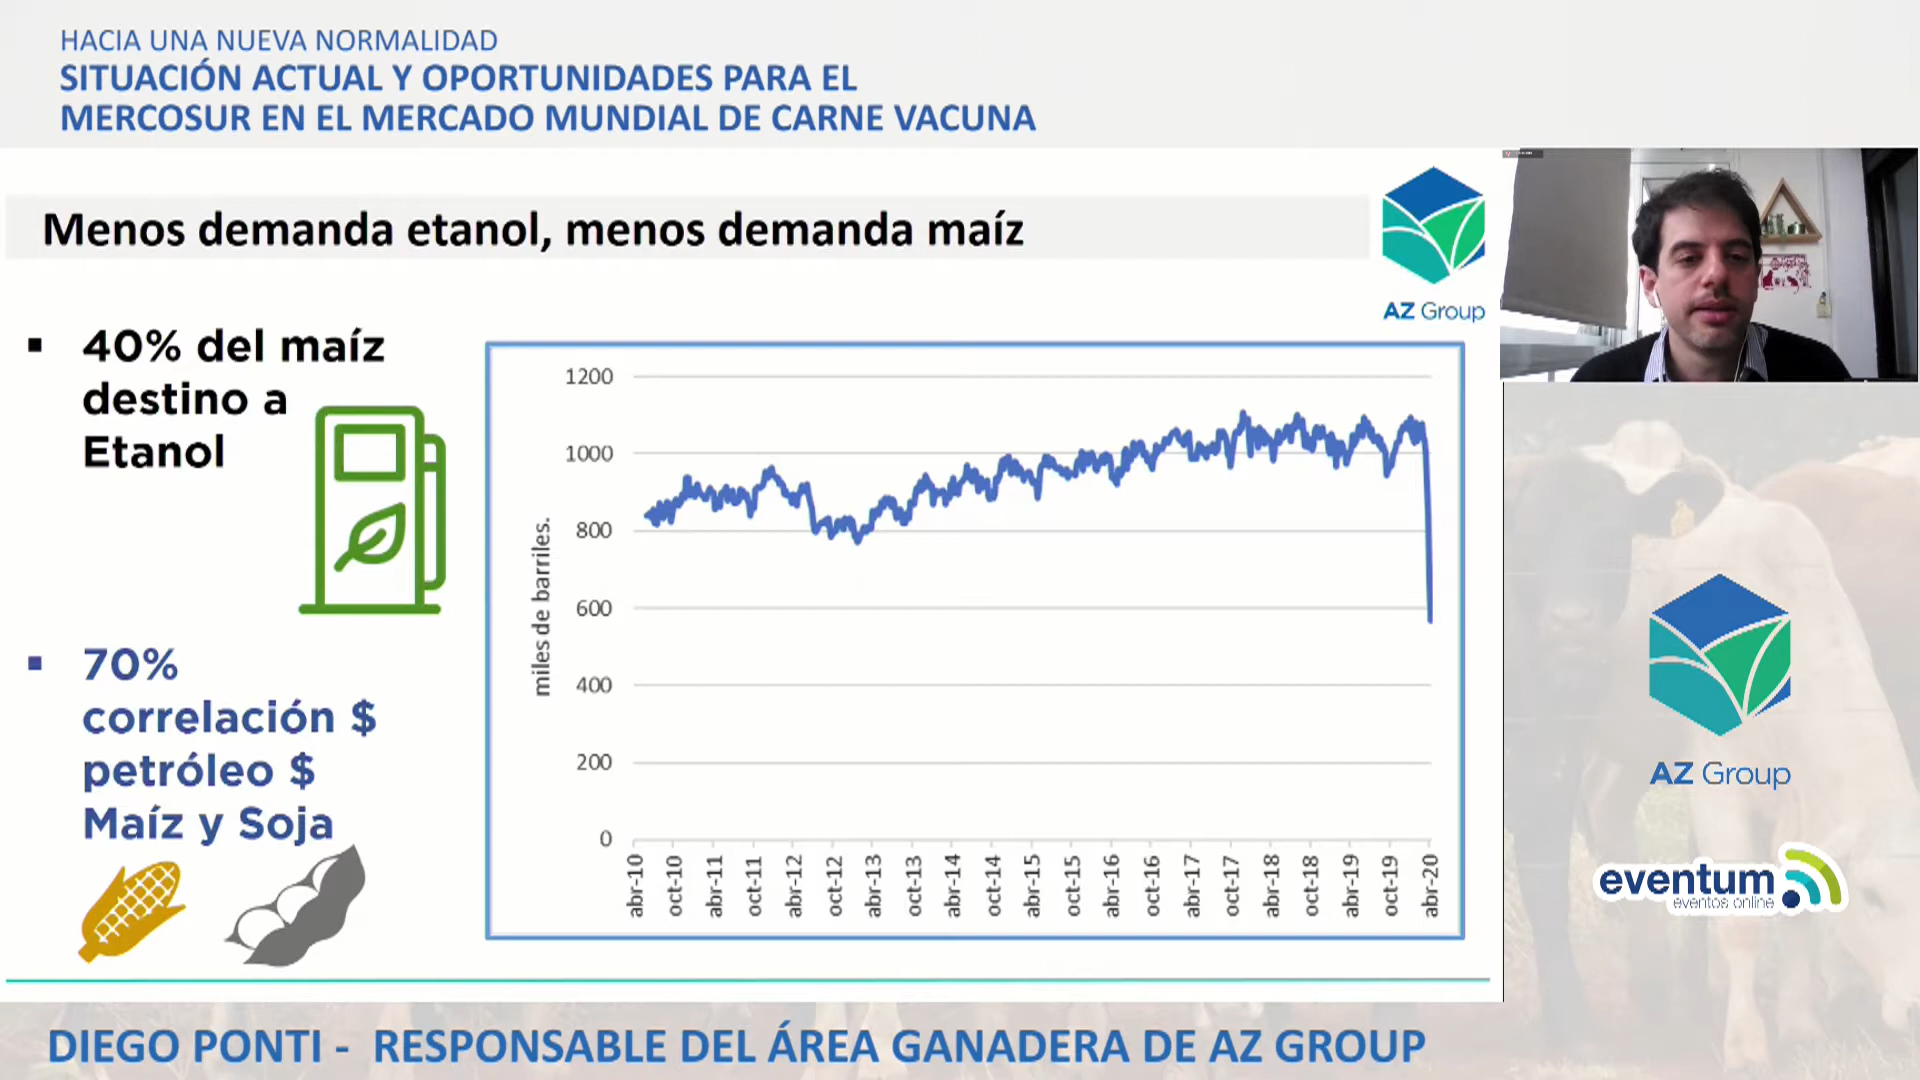 HACIA UNA NUEVA NORMALIDAD
SITUACIÓN ACTUAL Y OPORTUNIDADES PARA EL
MERCOSUR EN EL MERCADO MUNDIAL DE CARNE VACUNA
Menos demanda etanol, menos demanda maíz
AZ Group
▪ 40% del maíz
destino a
Etanol
▪ 70%
correlación $
petróleo $
Maíz y Soja
miles de barriles.
1200
1000
800
600
400
200
0
abr-10
oct-10
abr-11
oct-11
abr-12
oct-12
abr-13
oct-13
abr-14
oct-14
abr-15
oct-15
abr-16
oct-16
abr-17
oct-17
abr-18
oct-18
abr-19
oct-19
abr-20
AZ Group
eventum
eventos online
DIEGO PONTI - RESPONSABLE DEL ÁREA GANADERA DE AZ GROUP